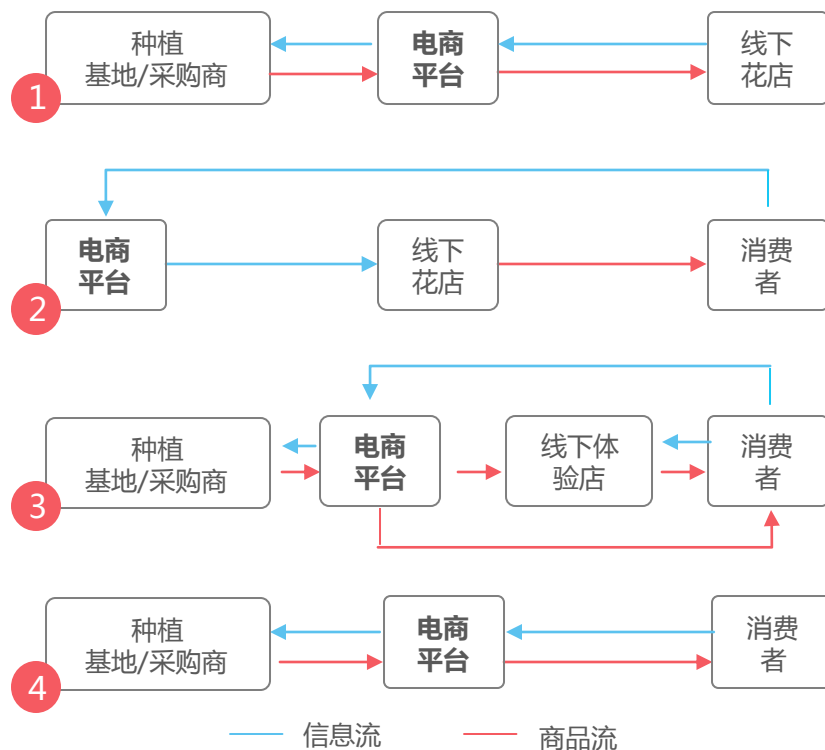 种植
基地/采购商
电商
平台
线下
花店
1
电商
平台
线下
花店
消费
者
2
种植
基地/采购商
电商
平台
线下体
验店
消费
者
3
种植
基地/采购商
电商
平台
消费
者
4
信息流
商品流